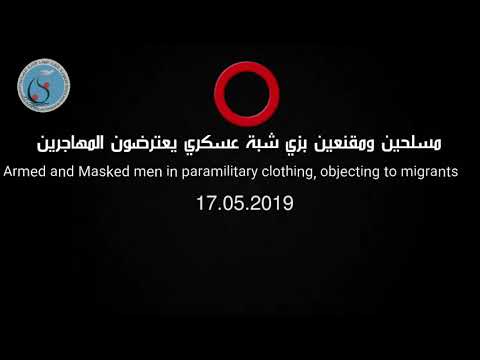 مسلحين ومقنعين بزي شبة عسكري يعترضون المهاجرين
Armed and Masked men in paramilitary clothing, objecting to migrants
17.05.2019